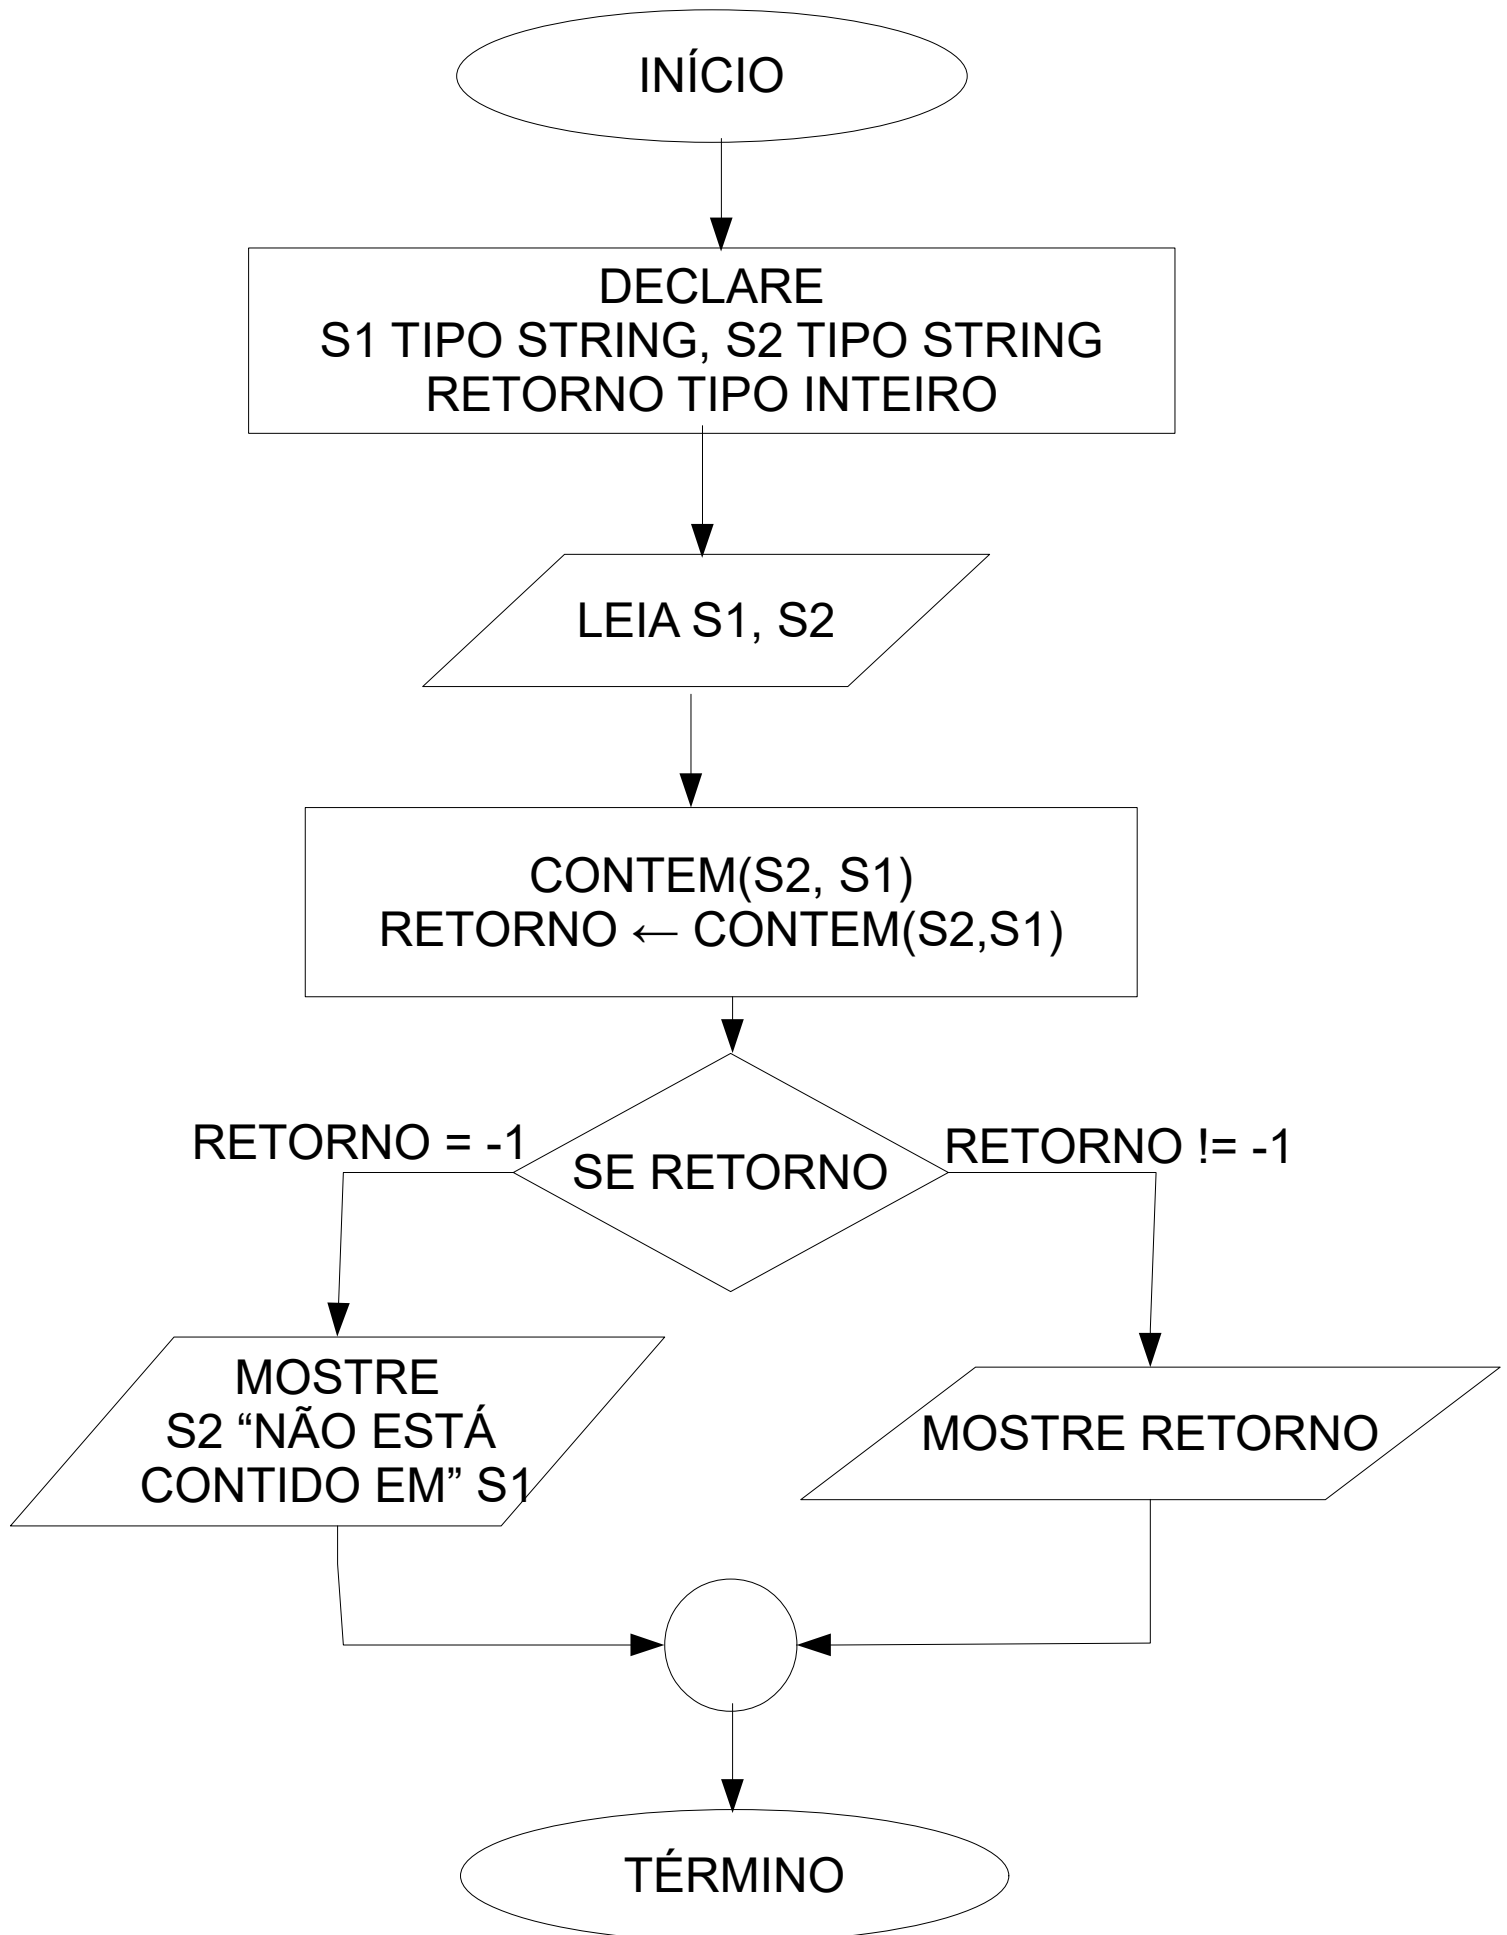 INÍCIO
DECLARE
S1 TIPO STRING, S2 TIPO STRING
RETORNO TIPO INTEIRO
LEIA S1, S2
CONTEM(S2, S1)
RETORNO ← CONTEM(S2,S1)
RETORNO = -1
SE RETORNO
RETORNO != -1
MOSTRE
S2 “NÃO ESTÁ
CONTIDO EM” S1
MOSTRE RETORNO
TÉRMINO